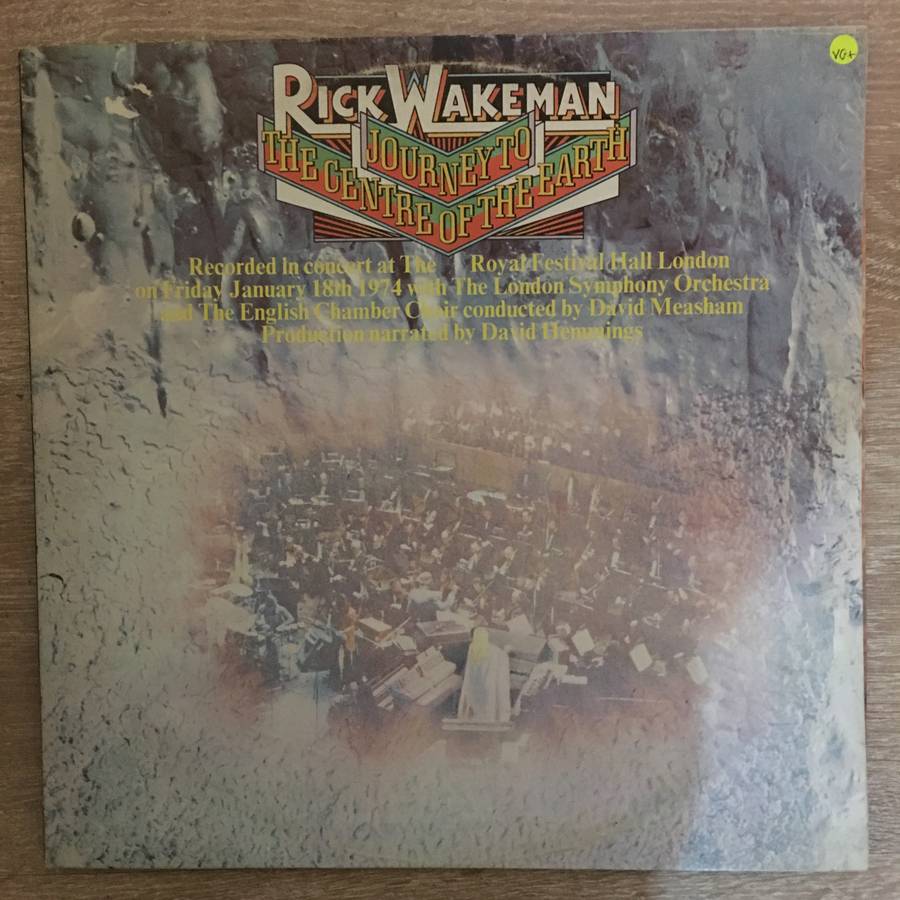 VG+
RICK WAKEMAN
JOURNEY TO
THE CENTRE OF THE EARTH
Recorded in concert at The Royal Festival Hall London
on Friday January 18th 1974 with The London Symphony Orchestra
and The English Chamber Choir conducted by David Measham
Production narrated by David Hemmings